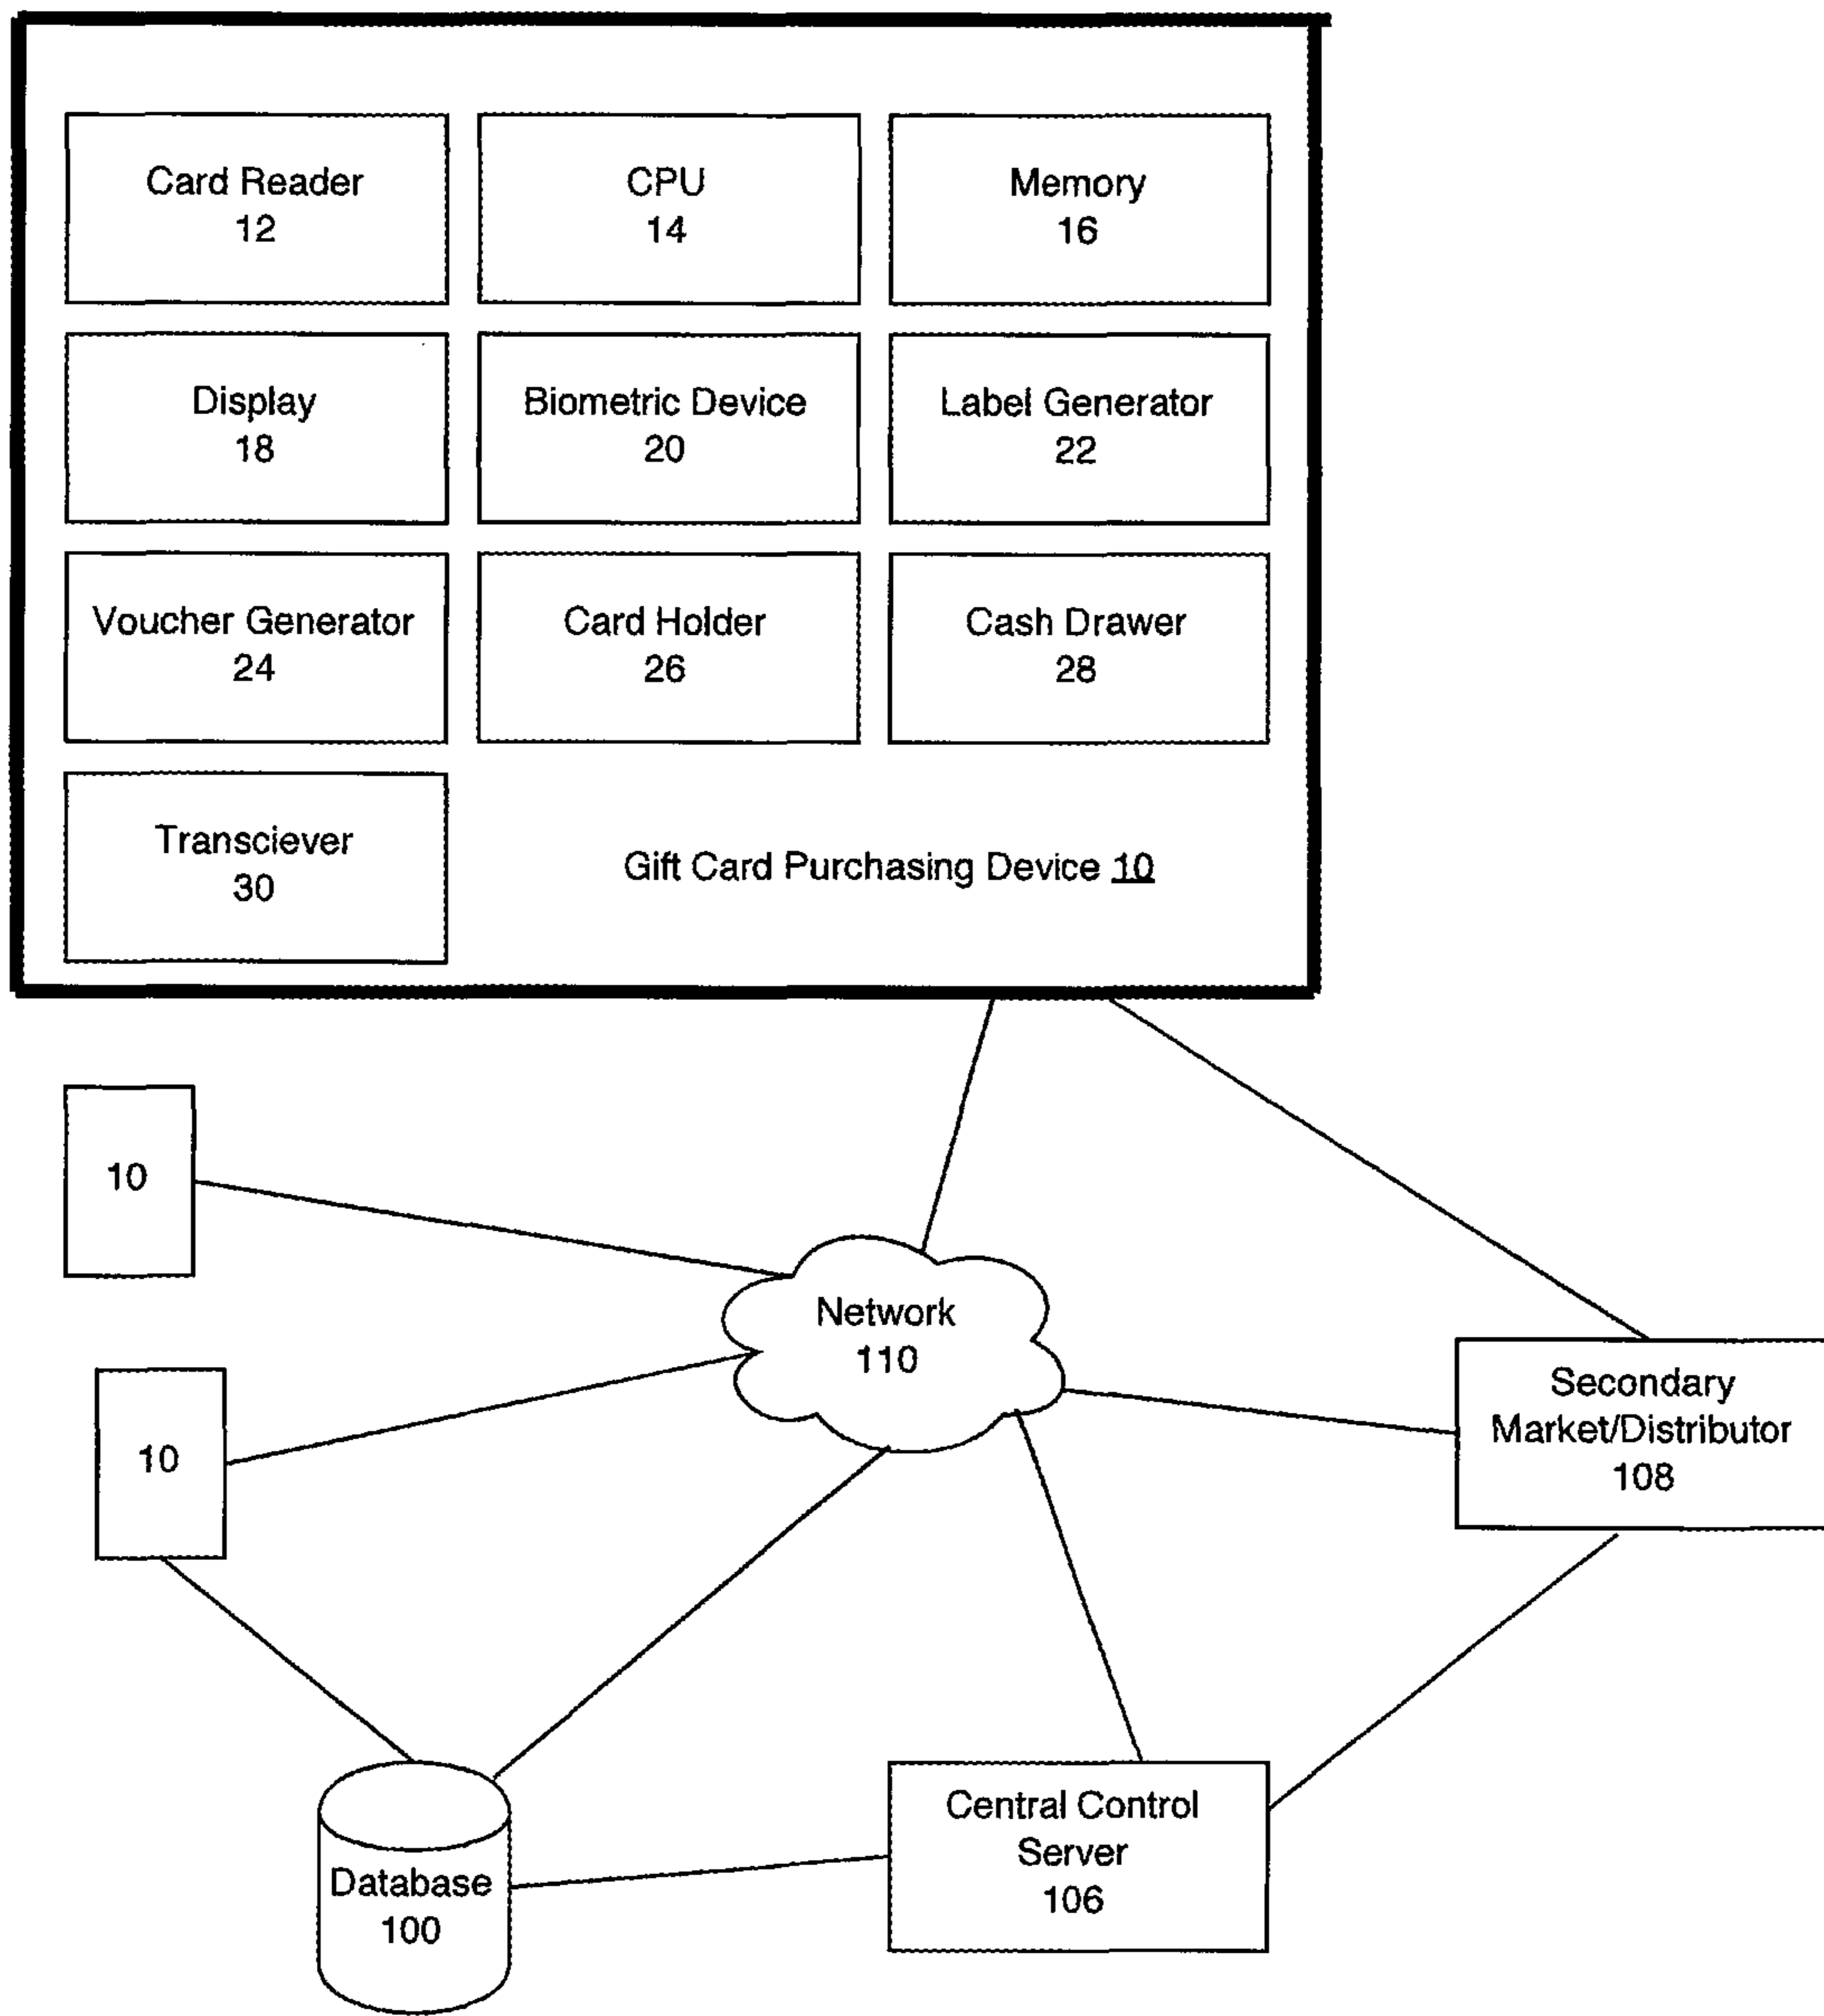 Card Reader
12
CPU
14
Memory
16
Display
18
Biometric Device
20
Label Generator
22
Voucher Generator
24
Card Holder
26
Cash Drawer
28
Transciever
30
Gift Card Purchasing Device 10
10
Network
110
10
Secondary
Market/Distributor
108
Central Control
Server
106
Database
100